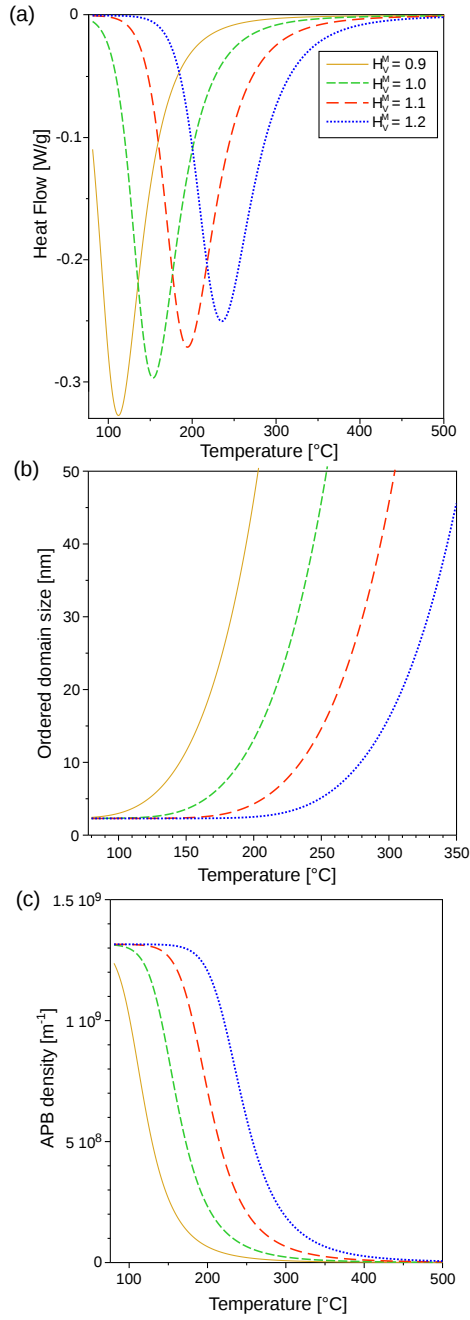 (a)
0
-0.1
-0.2
-0.3
Heat Flow [W/g]
H_V^M = 0.9
H_V^M = 1.0
H_V^M = 1.1
H_V^M = 1.2
100 200 300 400 500
Temperature [°C]
(b)
50
40
30
20
10
0
Ordered domain size [nm]
100 150 200 250 300 350
Temperature [°C]
(c)
1.5 10^9
1 10^9
5 10^8
0
APB density [m^-1]
100 200 300 400 500
Temperature [°C]